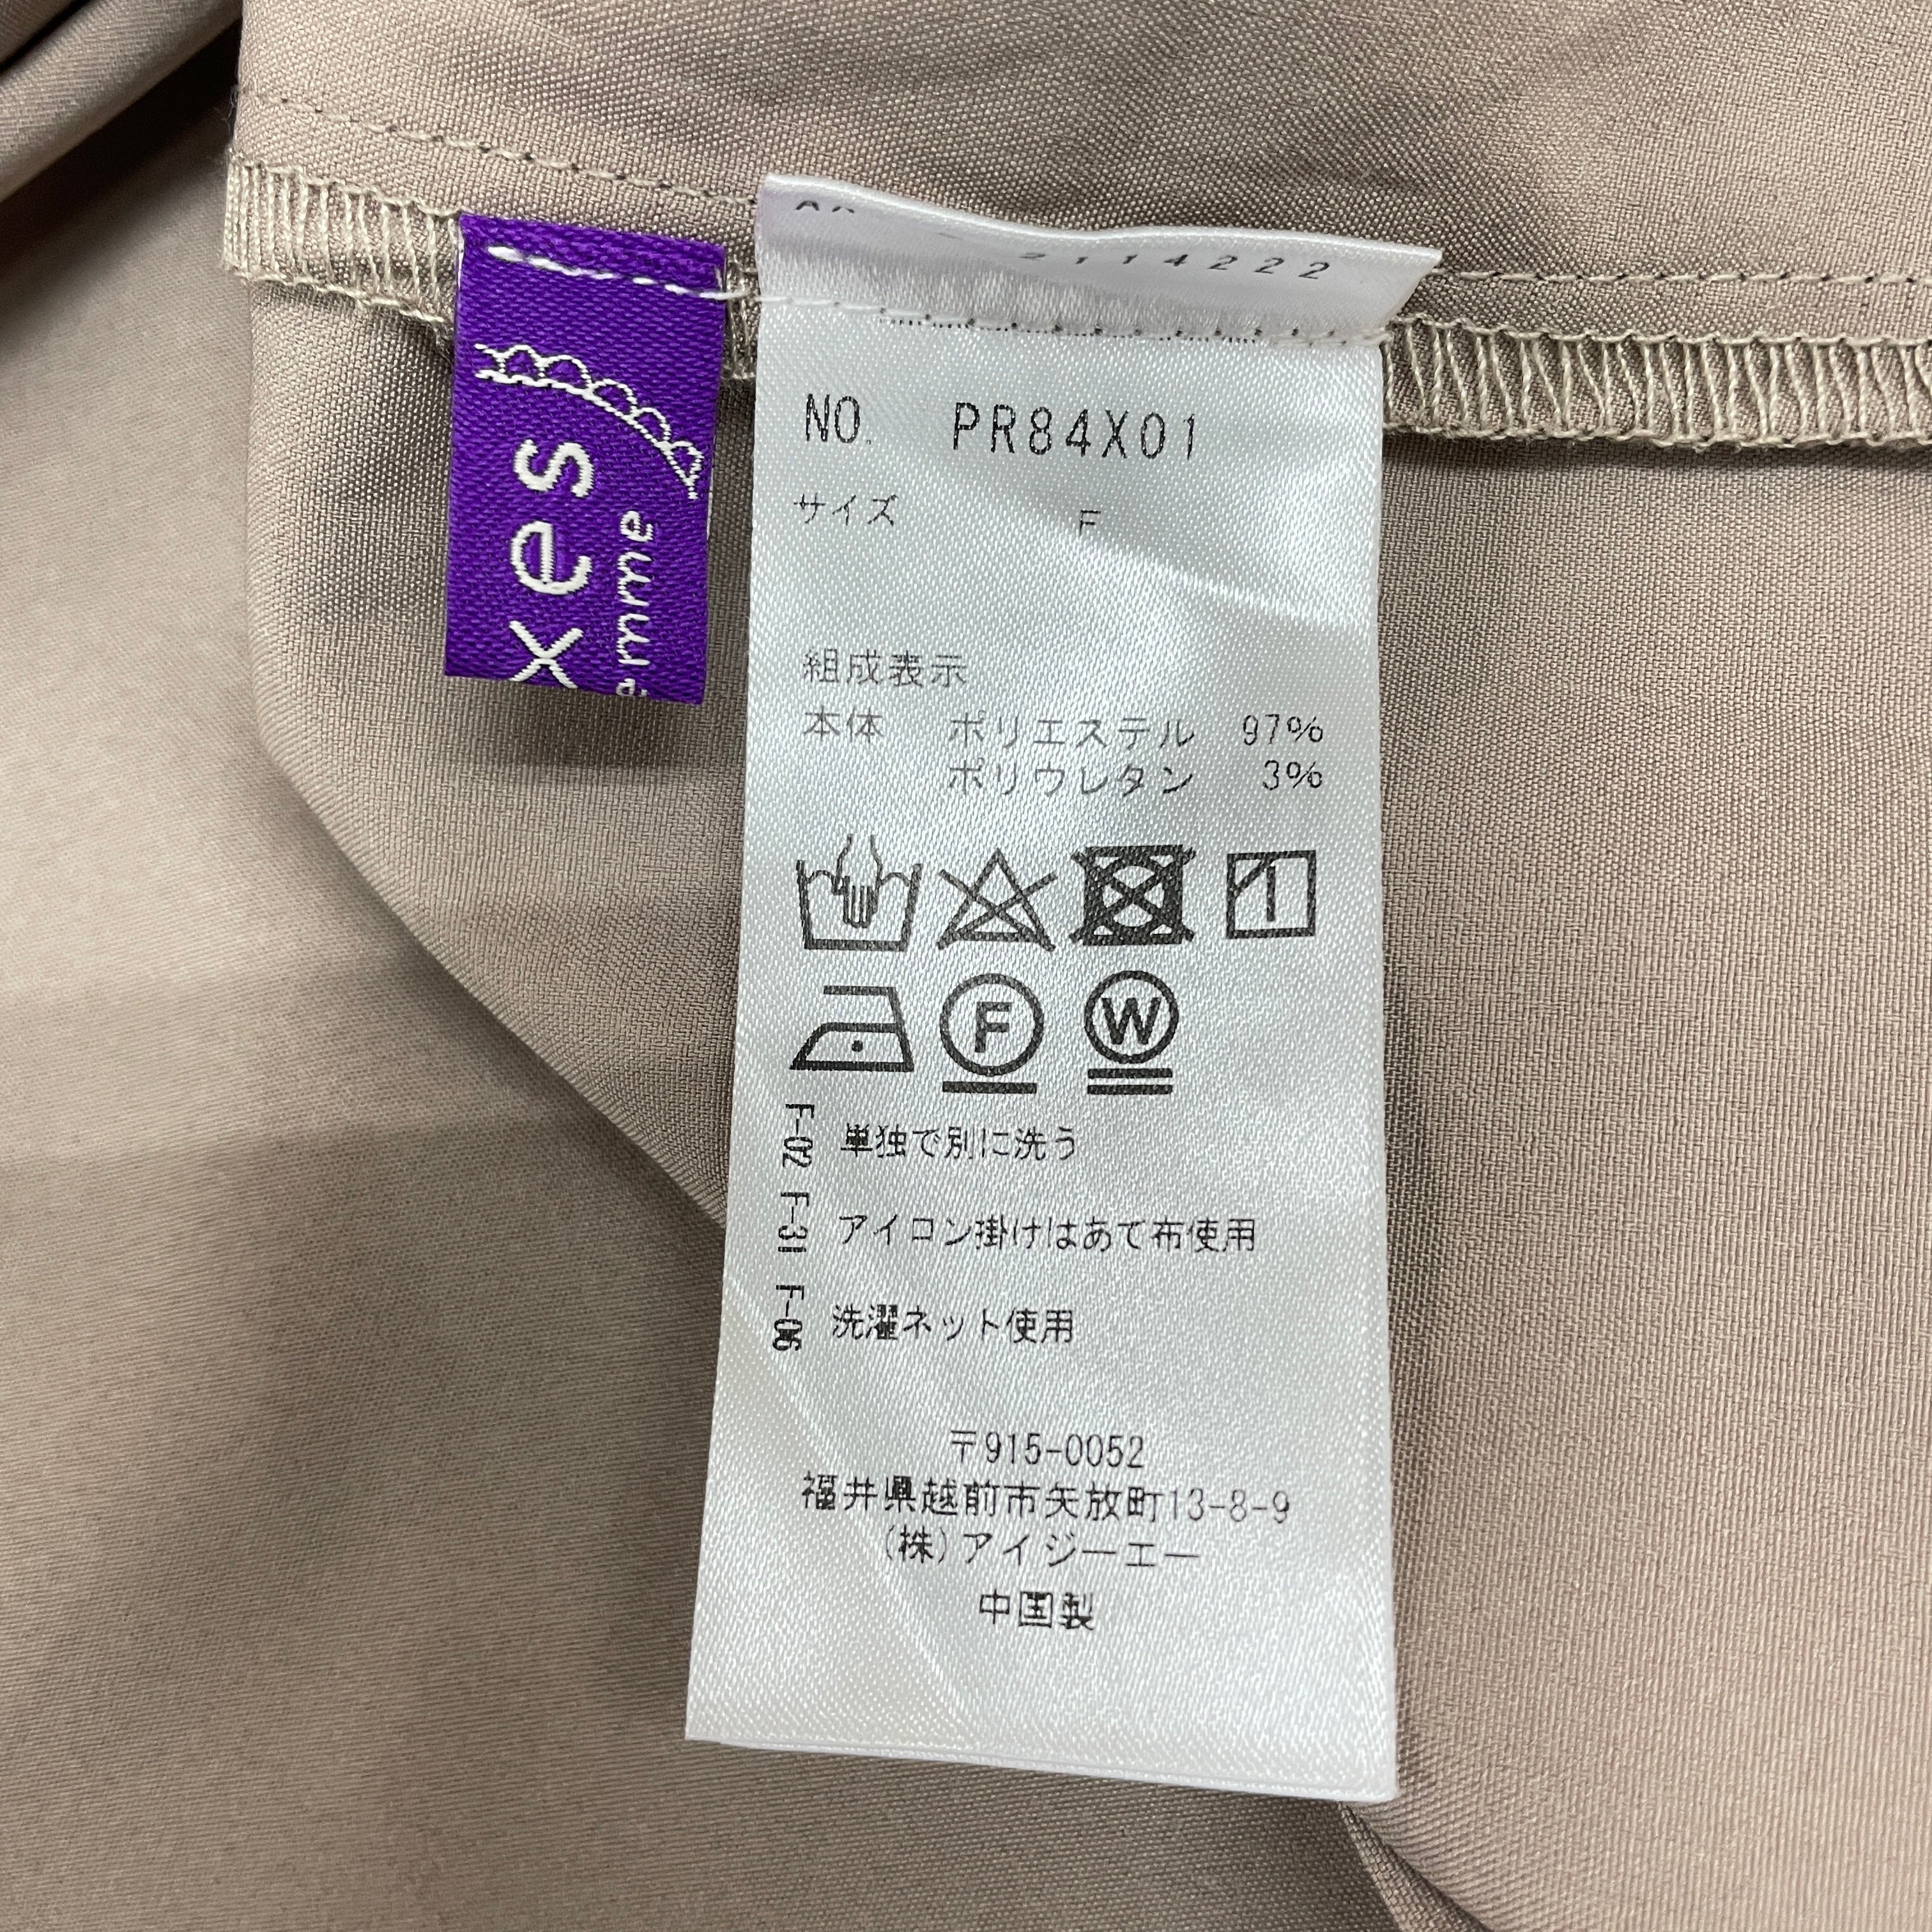 2114222
xes
emme
NO. PR84X01
サイズ F
組成表示
本体 ポリエステル 97%
ポリウレタン 3%
F
W
F-02 単独で別に洗う
F-31 アイロン掛けはあて布使用
F-06 洗濯ネット使用
〒915-0052
福井県越前市矢放町13-8-9
(株)アイジーエー
中国製